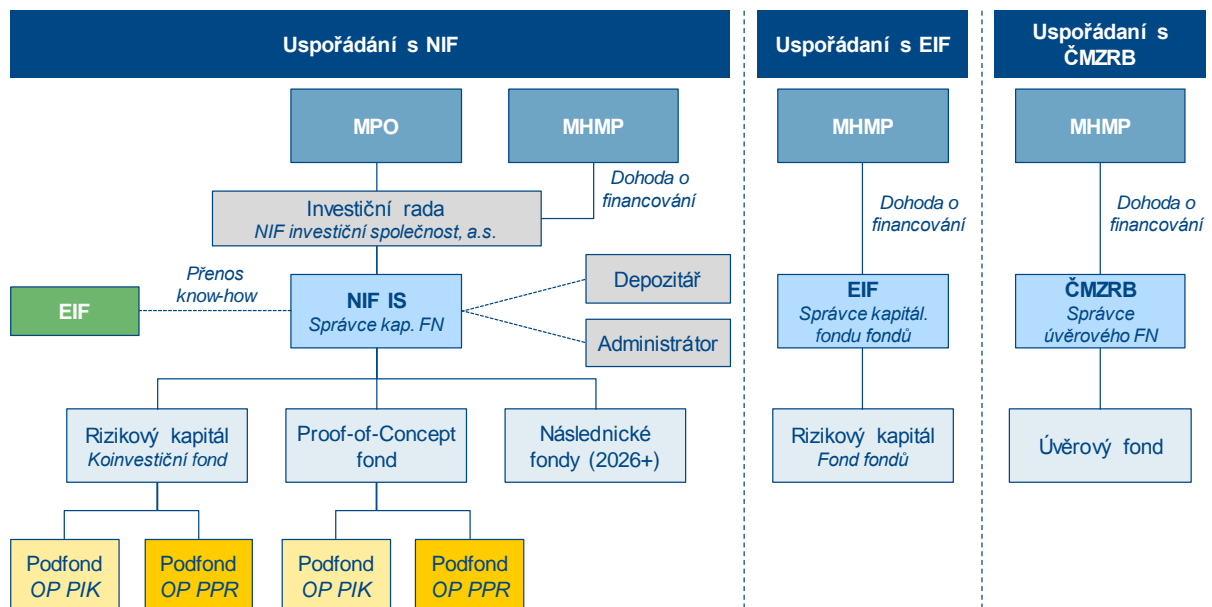 Uspořádání s NIF
Uspořádaní s EIF
Uspořádaní s
ČMZRB
MPO
MHMP
MHMP
MHMP
Dohoda o
financování
Dohoda o
financování
Dohoda o
financování
Investiční rada
NIF investiční společnost, a.s.
Přenos
know-how
EIF
NIF IS
Správce kap. FN
Depozitář
Administrátor
EIF
Správce kapitál.
fondu fondů
ČMZRB
Správce
úvěrového FN
Rizikový kapitál
Koinvestiční fond
Proof-of-Concept
fond
Následnické
fondy (2026+)
Rizikový kapitál
Fond fondů
Úvěrový fond
Podfond
OP PIK
Podfond
OP PPR
Podfond
OP PIK
Podfond
OP PPR